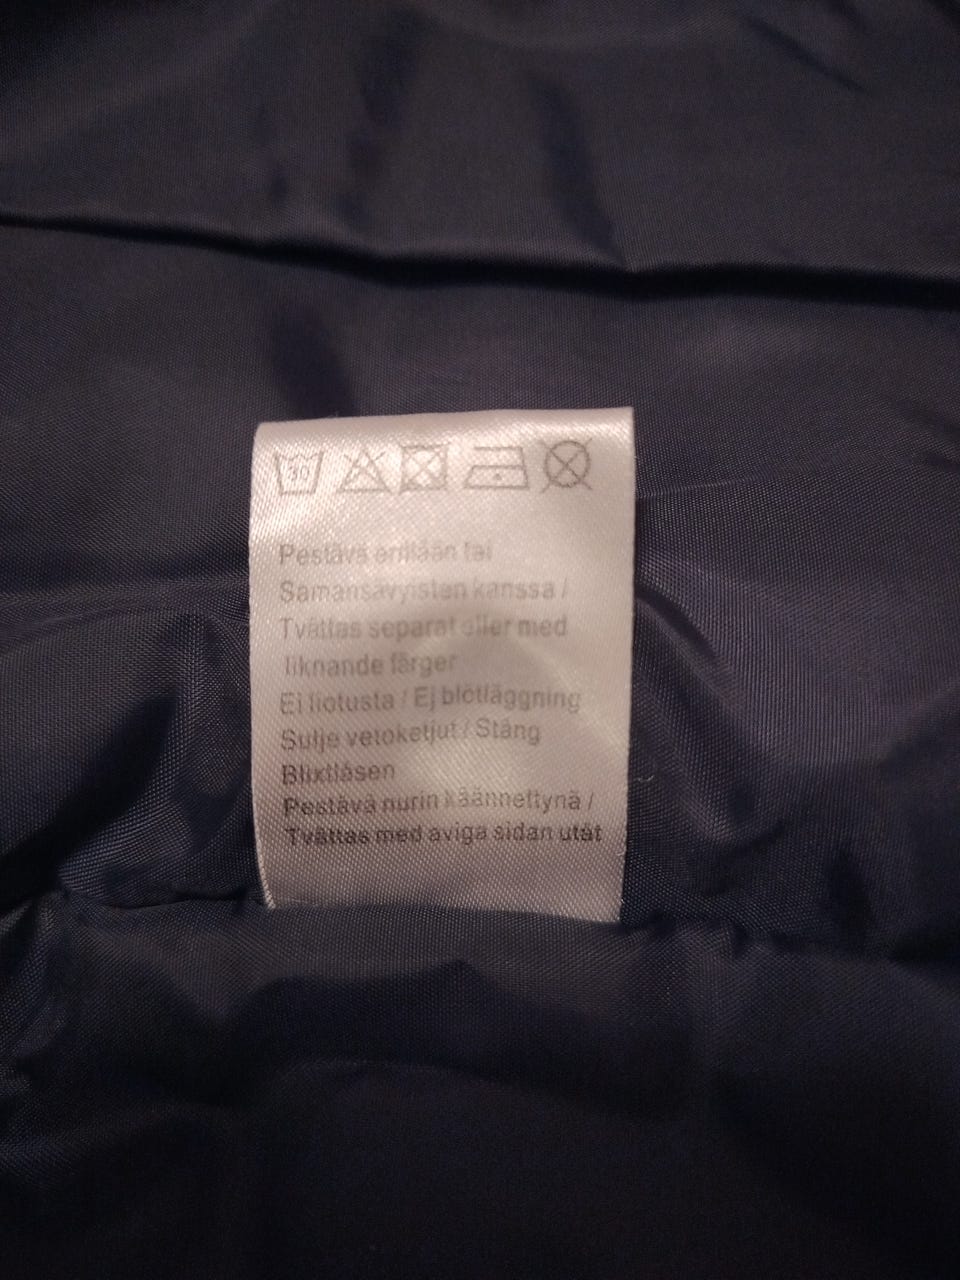 30
Pestävä erillään tai
Samansävyisten kanssa /
Tvättas separat eller med
liknande färger
Ei liotusta / Ej blötläggning
Sulje vetoketjut / Stäng
Blixtlåsen
Pestävä nurin käännettynä /
Tvättas med aviga sidan utåt